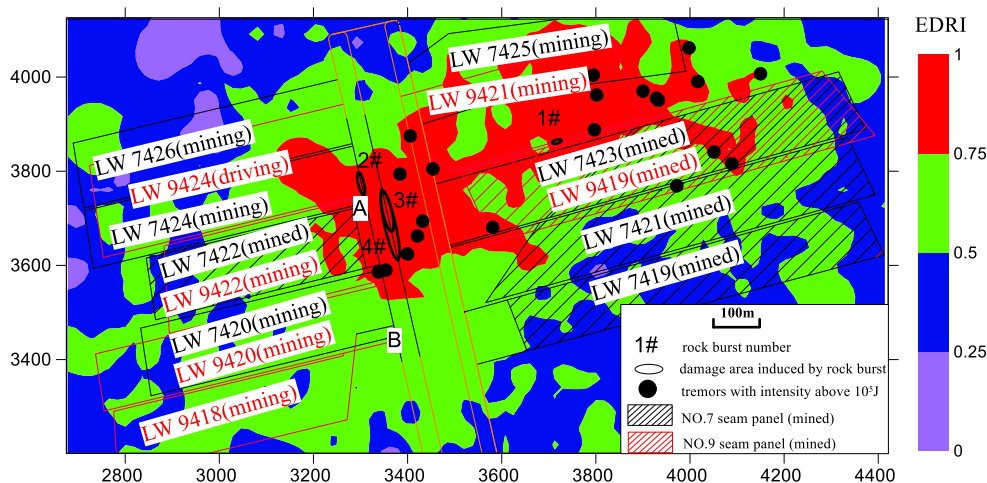 EDRI
1
0.75
0.5
0.25
0
4000
3800
3600
3400
2800
3000
3200
3400
3600
3800
4000
4200
4400
LW 7425(mining)
LW 9421(mining)
1#
LW 7426(mining)
LW 9424(driving)
LW 7424(mining)
LW 7422(mined)
LW 9422(mining)
LW 7420(mining)
LW 9420(mining)
LW 9418(mining)
2#
A
3#
4#
B
LW 7423(mined)
LW 9419(mined)
LW 7421(mined)
LW 7419(mined)
100m
1# rock burst number
damage area induced by rock burst
tremors with intensity above 10⁵J
NO.7 seam panel (mined)
NO.9 seam panel (mined)